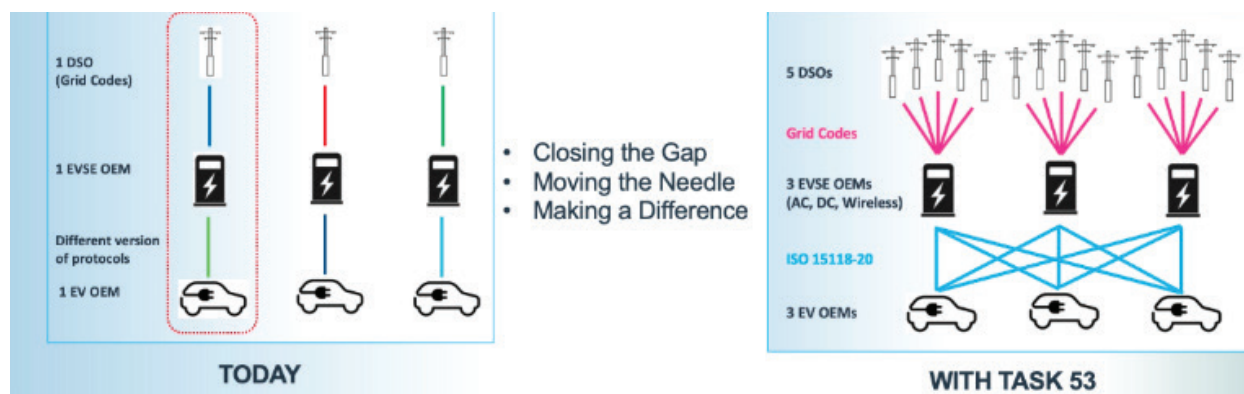 1 DSO
(Grid Codes)
1 EVSE OEM
Different version
of protocols
1 EV OEM
TODAY
• Closing the Gap
• Moving the Needle
• Making a Difference
5 DSOs
Grid Codes
3 EVSE OEMs
(AC, DC, Wireless)
ISO 15118-20
3 EV OEMs
WITH TASK 53